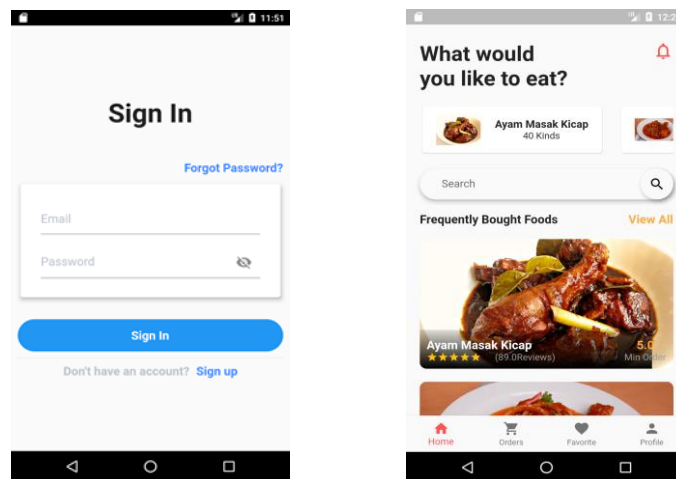 11:51
Sign In
Forgot Password?
Email
Password
Sign In
Don't have an account? Sign up
12:2
What would
you like to eat?
Ayam Masak Kicap
40 Kinds
Search
Frequently Bought Foods
View All
Ayam Masak Kicap
5.0
(89.0Reviews)
Min Order
Home
Orders
Favorite
Profile